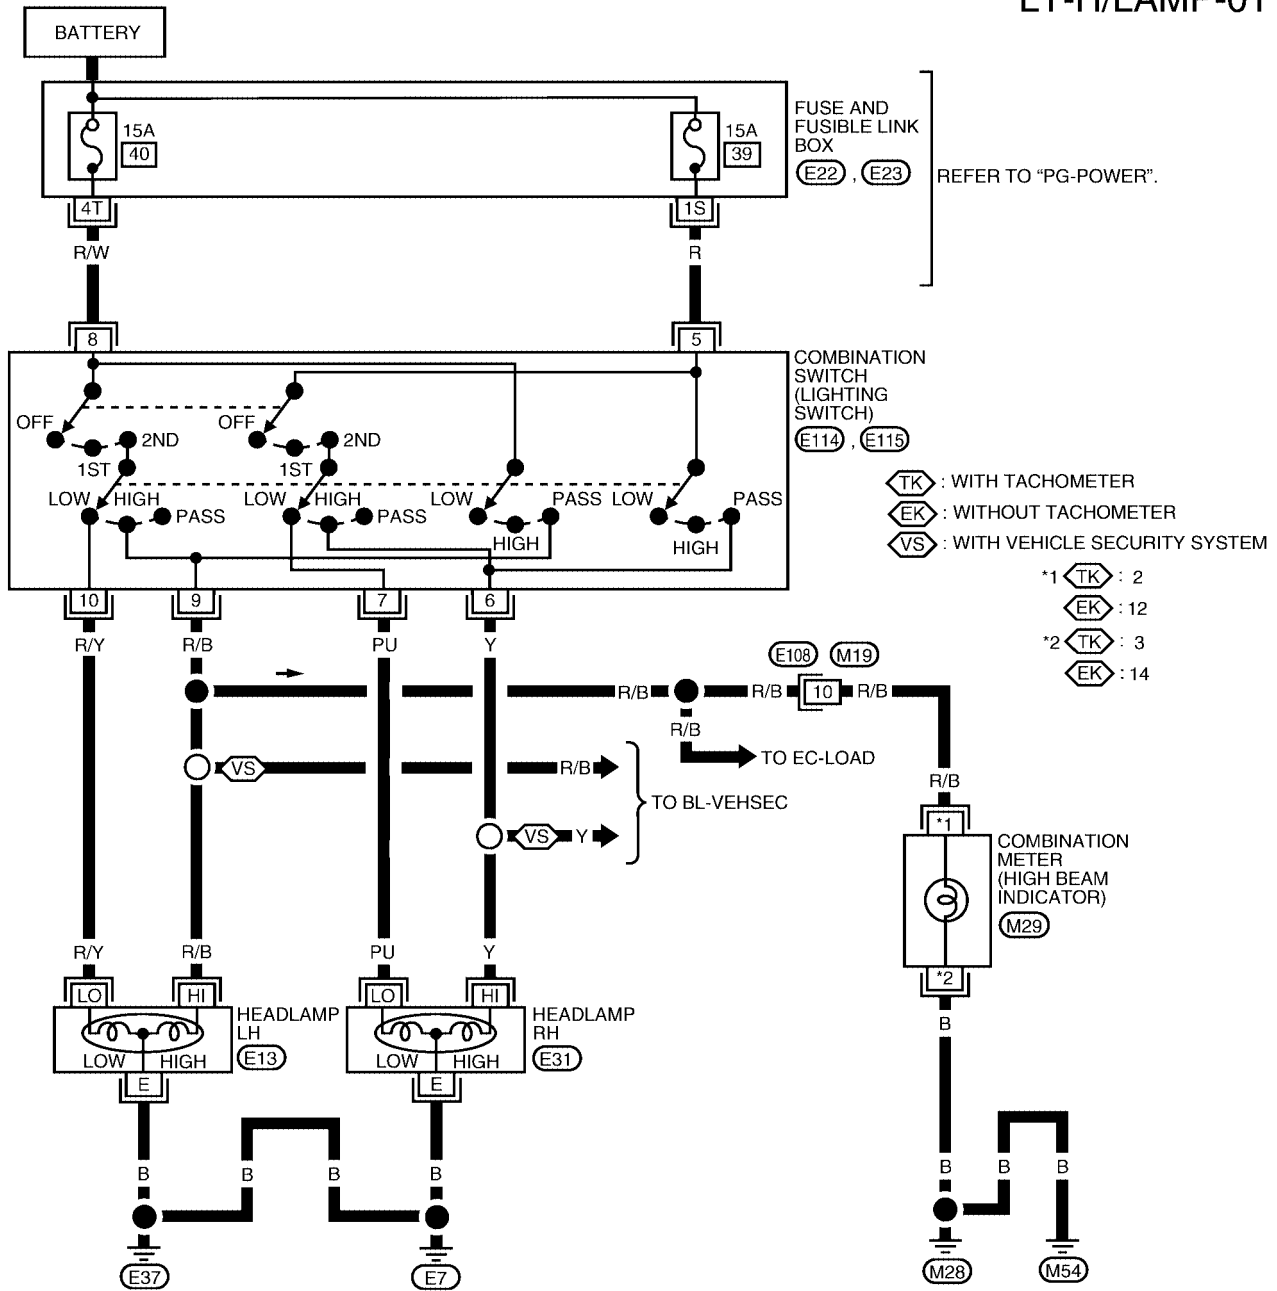 BATTERY
15A
40
15A
39
FUSE AND
FUSIBLE LINK
BOX
E22 , E23
REFER TO “PG-POWER”.
4T
1S
R/W
R
8
5
COMBINATION
SWITCH
(LIGHTING
SWITCH)
E114 , E115
OFF
2ND
1ST
OFF
2ND
1ST
LOW
HIGH
PASS
LOW
HIGH
PASS
LOW
PASS
HIGH
LOW
PASS
HIGH
TK : WITH TACHOMETER
EK : WITHOUT TACHOMETER
VS : WITH VEHICLE SECURITY SYSTEM
*1 TK : 2
EK : 12
*2 TK : 3
EK : 14
10
9
7
6
R/Y
R/B
PU
Y
E108
M19
R/B
R/B
10
R/B
R/B
TO EC-LOAD
VS
R/B
TO BL-VEHSEC
VS
Y
R/B
*1
COMBINATION
METER
(HIGH BEAM
INDICATOR)
M29
*2
B
R/Y
R/B
PU
Y
LO
HI
HEADLAMP
LH
E13
LOW
HIGH
E
LO
HI
HEADLAMP
RH
E31
LOW
HIGH
E
B
B
B
B
B
B
B
E37
E7
M28
M54